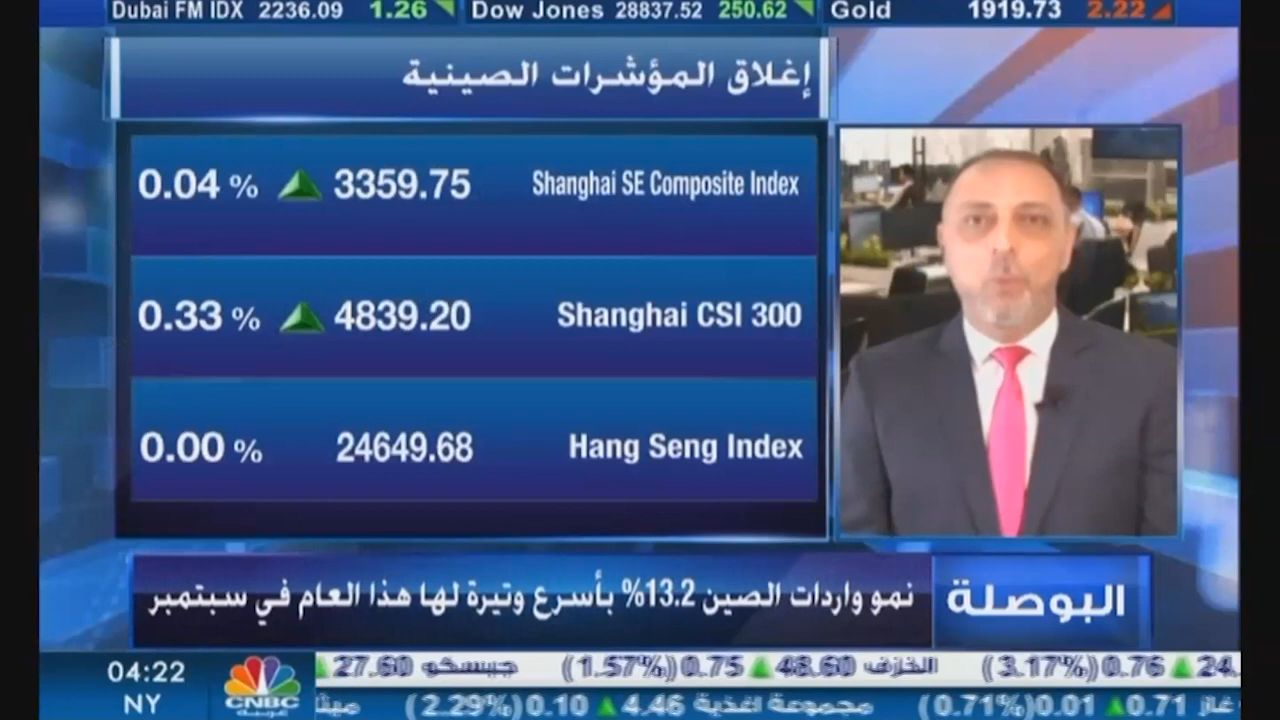 Dubai FM IDX 2236.09 1.26 Dow Jones 28837.52 250.62 Gold 1919.73 2.22
إغلاق المؤشرات الصينية
0.04 % 3359.75 Shanghai SE Composite Index
0.33 % 4839.20 Shanghai CSI 300
0.00 % 24649.68 Hang Seng Index
البوصلة
نمو واردات الصين 13.2% بأسرع وتيرة لها هذا العام في سبتمبر
04:22
NY
CNBC
عربية
27.60 جبسكو (1.57%) 0.75 48.60 الخزف (3.17%) 0.76 24.
(2.29%) 0.10 4.46 مجموعة اغذية (0.71%) 0.01 0.71 غاز